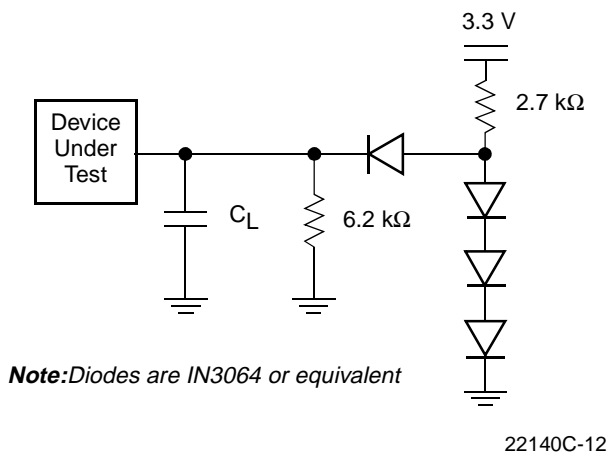 3.3 V
2.7 kΩ
Device
Under
Test
CL
6.2 kΩ
Note:Diodes are IN3064 or equivalent
22140C-12